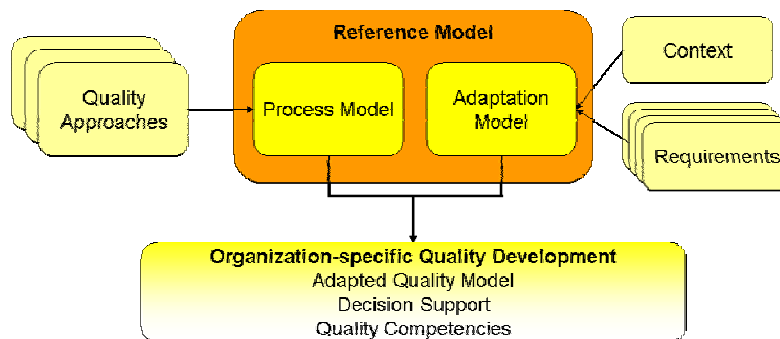 Reference Model
Quality
Approaches
Process Model
Adaptation
Model
Context
Requirements
Organization-specific Quality Development
Adapted Quality Model
Decision Support
Quality Competencies